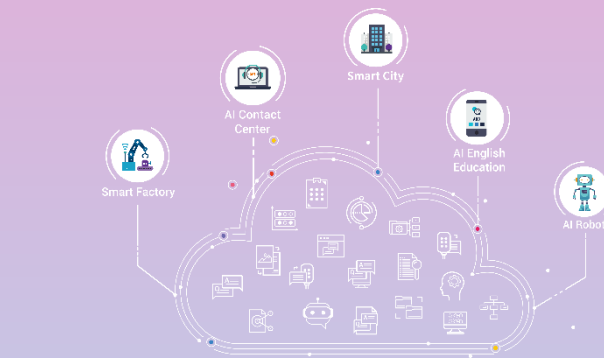 Smart City
AI Contact
Center
AI English
Education
Smart Factory
AI Robot